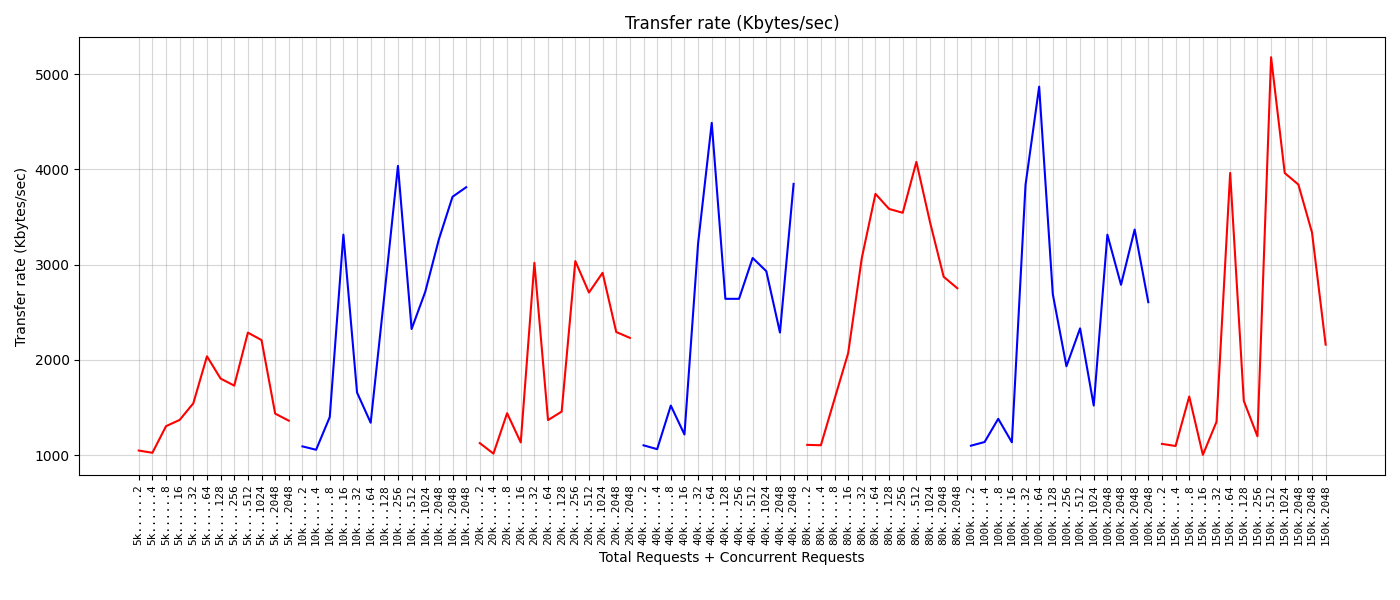 Transfer rate (Kbytes/sec)
Transfer rate (Kbytes/sec)
5000
4000
3000
2000
1000
5k......2
5k......4
5k......8
5k.....16
5k.....32
5k.....64
5k....128
5k....256
5k....512
5k...1024
5k...2048
5k...2048
10k.....2
10k.....4
10k.....8
10k....16
10k....32
10k....64
10k...128
10k...256
10k...512
10k..1024
10k..2048
10k..2048
10k..2048
20k.....2
20k.....4
20k.....8
20k....16
20k....32
20k....64
20k...128
20k...256
20k...512
20k..1024
20k..2048
20k..2048
40k.....2
40k.....4
40k.....8
40k....16
40k....32
40k....64
40k...128
40k...256
40k...512
40k..1024
40k..2048
40k..2048
80k.....2
80k.....4
80k.....8
80k....16
80k....32
80k....64
80k...128
80k...256
80k...512
80k..1024
80k..2048
80k..2048
100k....2
100k....4
100k....8
100k...16
100k...32
100k...64
100k..128
100k..256
100k..512
100k.1024
100k.2048
100k.2048
100k.2048
100k.2048
150k....2
150k....4
150k....8
150k...16
150k...32
150k...64
150k..128
150k..256
150k..512
150k.1024
150k.2048
150k.2048
150k.2048
Total Requests + Concurrent Requests